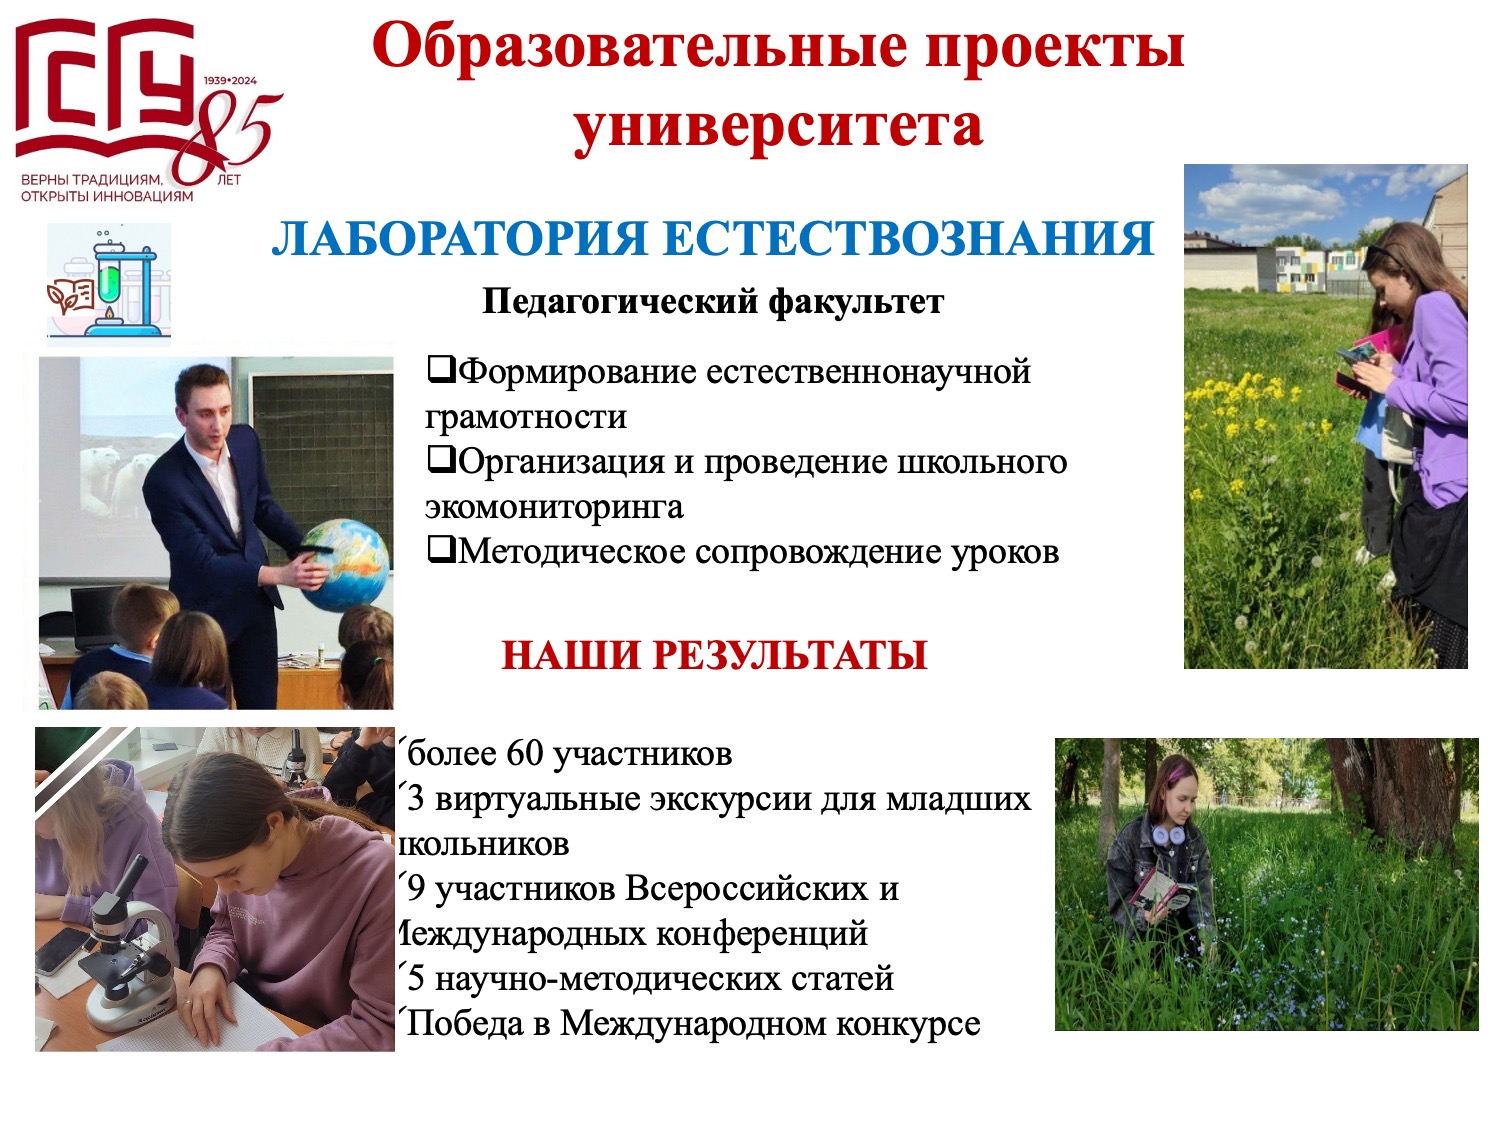 ГСГУ
1939•2024
85
ЛЕТ
ВЕРНЫ ТРАДИЦИЯМ,
ОТКРЫТЫ ИННОВАЦИЯМ
Образовательные проекты
университета
ЛАБОРАТОРИЯ ЕСТЕСТВОЗНАНИЯ
Педагогический факультет
❑Формирование естественнонаучной
грамотности
❑Организация и проведение школьного
экомониторинга
❑Методическое сопровождение уроков
НАШИ РЕЗУЛЬТАТЫ
✓более 60 участников
✓3 виртуальные экскурсии для младших
школьников
✓9 участников Всероссийских и
Международных конференций
✓5 научно-методических статей
✓Победа в Международном конкурсе